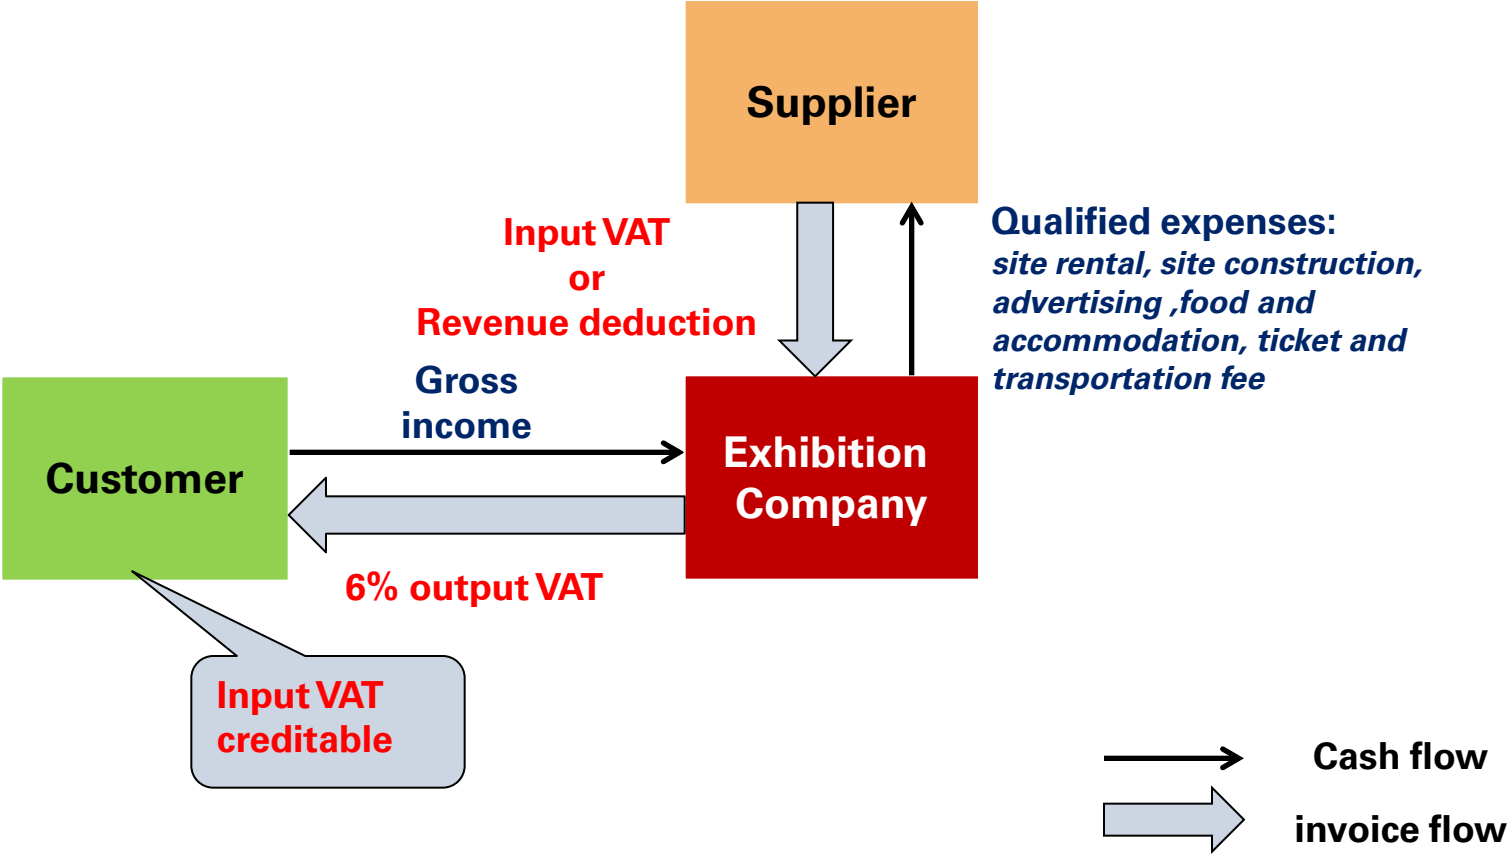 Supplier
Input VAT
or
Revenue deduction
Qualified expenses:
site rental, site construction,
advertising ,food and
accommodation, ticket and
transportation fee
Gross
income
Customer
Exhibition
Company
6% output VAT
Input VAT
creditable
Cash flow
invoice flow